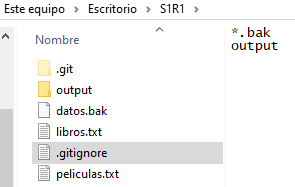 Este equipo > Escritorio > S1R1 >
Nombre
.git
output
datos.bak
libros.txt
.gitignore
peliculas.txt
*.bak
output